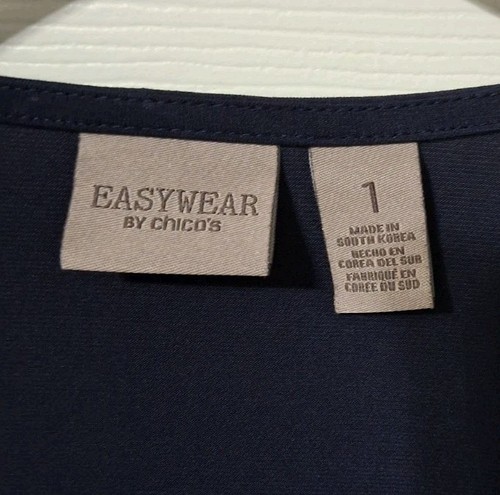 EASYWEAR
BY chico's
1
MADE IN
SOUTH KOREA
HECHO EN
COREA DEL SUR
FABRIQUÉ EN
CORÉE DU SUD